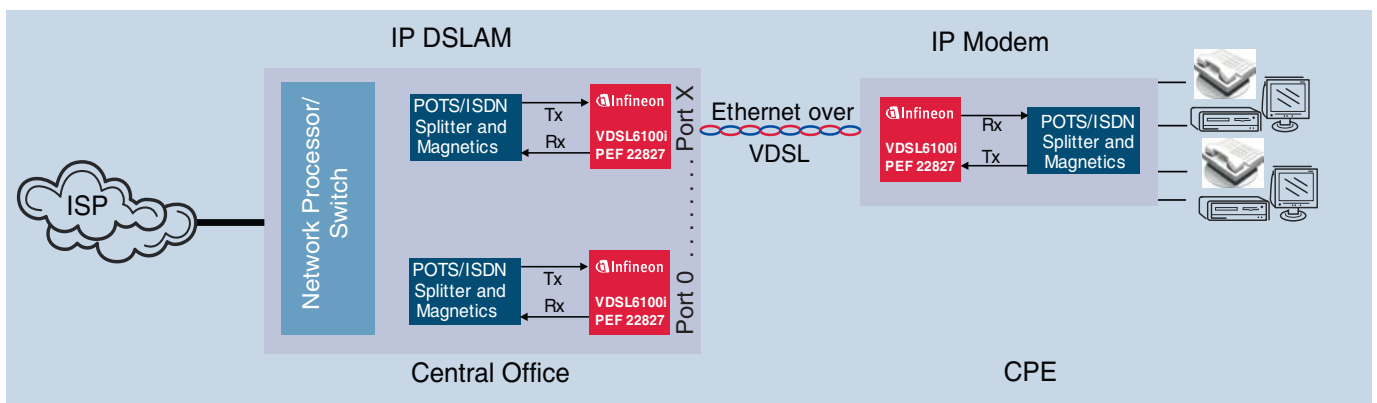 IP DSLAM
IP Modem
ISP
Network Processor/
Switch
POTS/ISDN
Splitter and
Magnetics
Tx
Rx
Infineon
VDSL6100i
PEF 22827
POTS/ISDN
Splitter and
Magnetics
Tx
Rx
Infineon
VDSL6100i
PEF 22827
Port 0 . . . . . . . . Port X
Ethernet over
VDSL
Infineon
VDSL6100i
PEF 22827
Rx
Tx
POTS/ISDN
Splitter and
Magnetics
Central Office
CPE